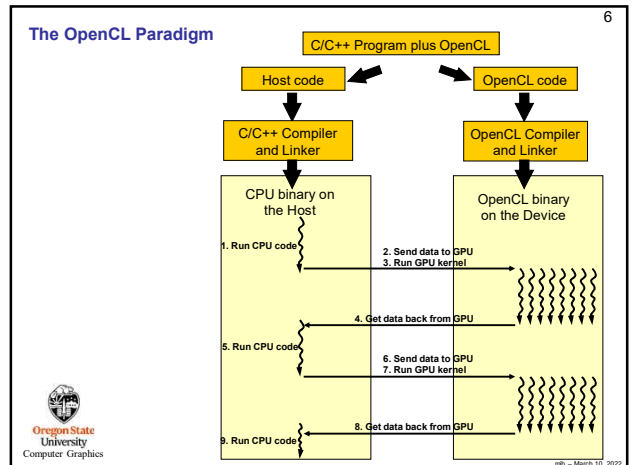 6
The OpenCL Paradigm
C/C++ Program plus OpenCL
Host code
OpenCL code
C/C++ Compiler
and Linker
OpenCL Compiler
and Linker
CPU binary on
the Host
OpenCL binary
on the Device
1. Run CPU code
2. Send data to GPU
3. Run GPU kernel
4. Get data back from GPU
5. Run CPU code
6. Send data to GPU
7. Run GPU kernel
8. Get data back from GPU
9. Run CPU code
Oregon State
University
Computer Graphics
mjb – March 10, 2022